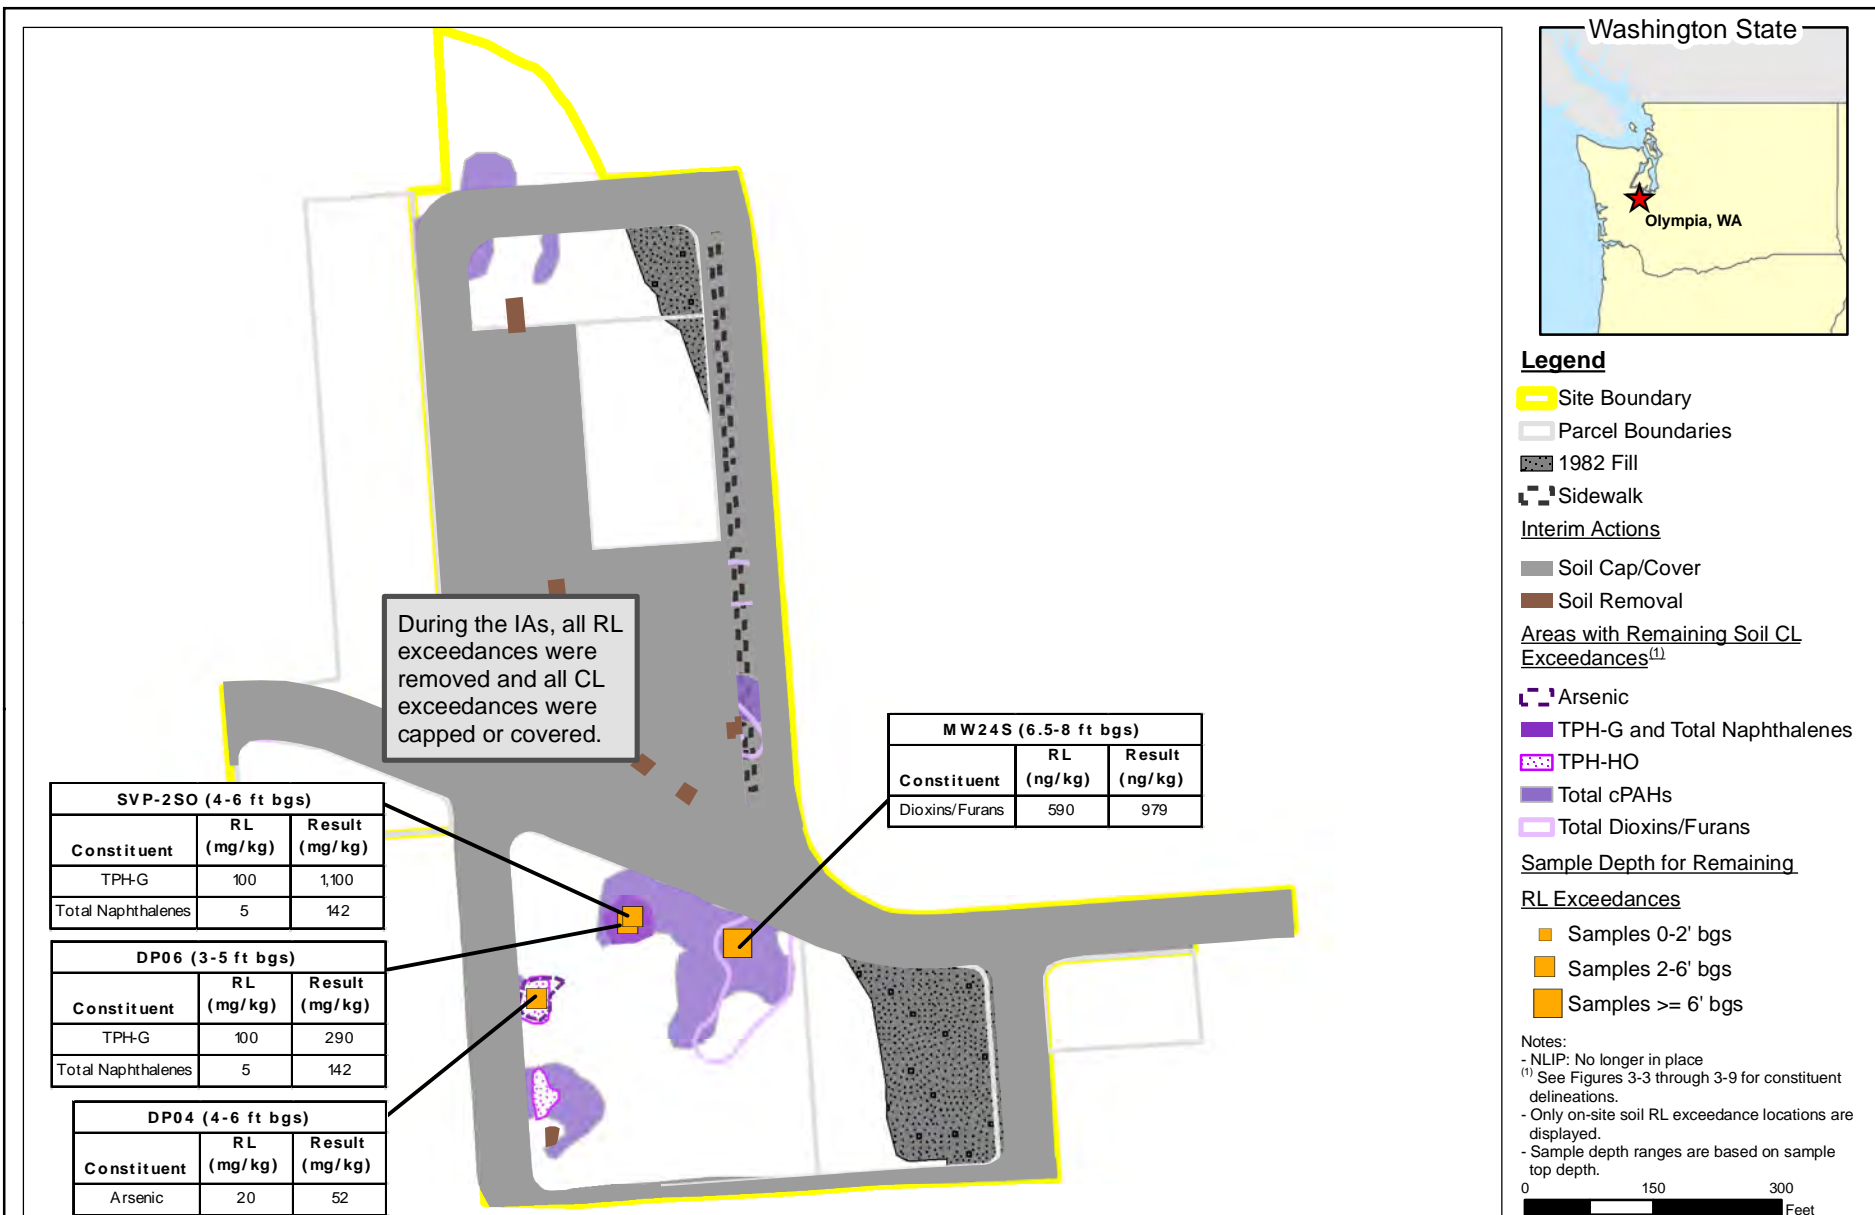 Washington State
Olympia, WA
Legend
Site Boundary
Parcel Boundaries
1982 Fill
Sidewalk
Interim Actions
Soil Cap/Cover
Soil Removal
Areas with Remaining Soil CL
Exceedances(1)
Arsenic
TPH-G and Total Naphthalenes
TPH-HO
Total cPAHs
Total Dioxins/Furans
Sample Depth for Remaining
RL Exceedances
Samples 0-2' bgs
Samples 2-6' bgs
Samples >= 6' bgs
Notes:
- NLIP: No longer in place
(1) See Figures 3-3 through 3-9 for constituent
delineations.
- Only on-site soil RL exceedance locations are
displayed.
- Sample depth ranges are based on sample
top depth.
0 150 300
Feet
During the IAs, all RL
exceedances were
removed and all CL
exceedances were
capped or covered.
MW24S (6.5-8 ft bgs)
Constituent RL (ng/kg) Result (ng/kg)
Dioxins/Furans 590 979
SVP-2SO (4-6 ft bgs)
Constituent RL (mg/kg) Result (mg/kg)
TPH-G 100 1,100
Total Naphthalenes 5 142
DP06 (3-5 ft bgs)
Constituent RL (mg/kg) Result (mg/kg)
TPH-G 100 290
Total Naphthalenes 5 142
DP04 (4-6 ft bgs)
Constituent RL (mg/kg) Result (mg/kg)
Arsenic 20 52